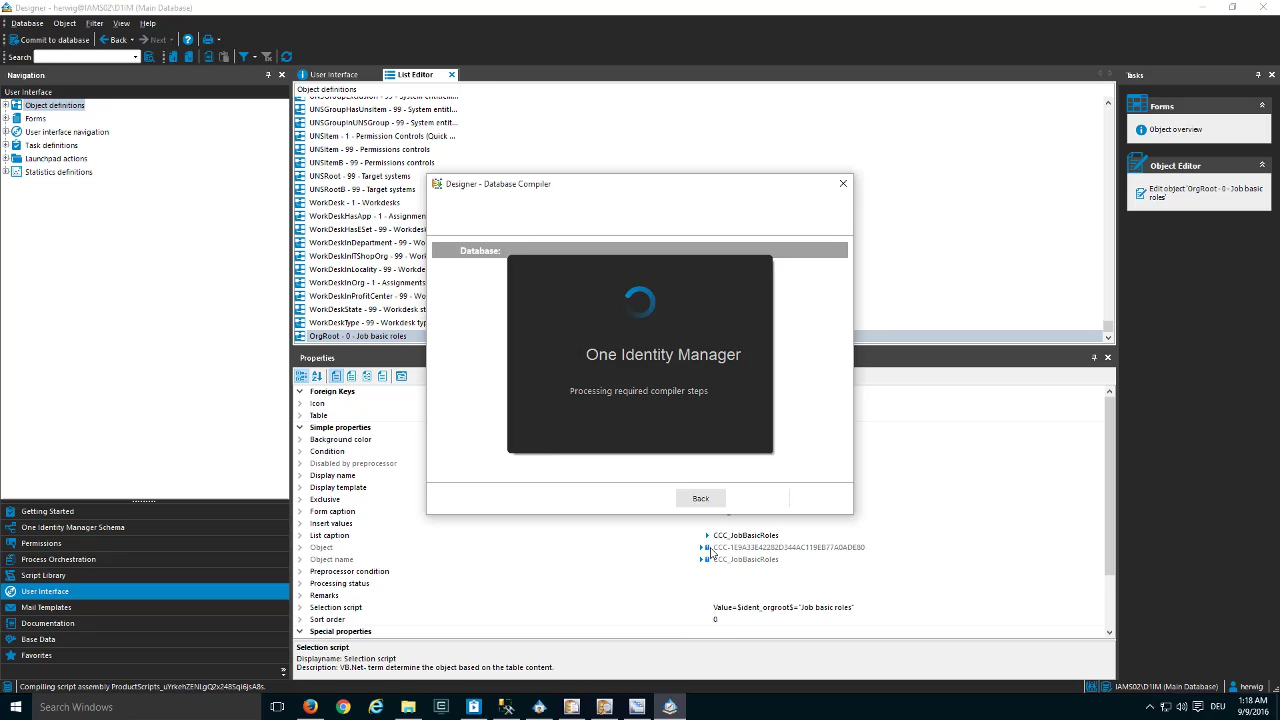 Designer - herwig@IAMS02\D1IM (Main Database)
Database Object Filter View Help
Commit to database Back Next
Search
Navigation
User Interface
Object definitions
Forms
User interface navigation
Task definitions
Launchpad actions
Statistics definitions
Getting Started
One Identity Manager Schema
Permissions
Process Orchestration
Script Library
User Interface
Mail Templates
Documentation
Base Data
Favorites
User Interface List Editor
Object definitions
UNSGroupHasUnsitem - 99 - System entitle...
UNSGroupInUNSGroup - 99 - System entit...
UNSItem - 1 - Permission Controls (Quick ...
UNSItem - 99 - Permissions controls
UNSItemB - 99 - Permissions controls
UNSRoot - 99 - Target systems
UNSRootB - 99 - Target systems
WorkDesk - 1 - Workdesks
WorkDeskHasApp - 1 - Assignmen
WorkDeskHasESet - 99 - Workdes
WorkDeskInDepartment - 99 - Wo
WorkDeskInITShopOrg - 99 - Wor
WorkDeskInLocality - 99 - Workde
WorkDeskInOrg - 1 - Assignments
WorkDeskInProfitCenter - 99 - Wo
WorkDeskState - 99 - Workdesk st
WorkDeskType - 99 - Workdesk typ
OrgRoot - 0 - Job basic roles
Designer - Database Compiler
Database:
One Identity Manager
Processing required compiler steps
Back
Properties
Foreign Keys
Icon
Table
Simple properties
Background color
Condition
Disabled by preprocessor
Display name
Display template
Exclusive
Form caption
Insert values
List caption CCC_JobBasicRoles
Object CCC-1E9A33E42282D344AC119EB77A0ADE80
Object name CCC_JobBasicRoles
Preprocessor condition
Processing status
Remarks
Selection script Value=$ident_orgroot$="Job basic roles"
Sort order 0
Special properties
Selection script
Displayname: Selection script
Description: VB.Net- term determine the object based on the table content.
Tasks
Forms
Object overview
Object Editor
Edit object 'OrgRoot - 0 - Job basic
roles'
Compiling script assembly ProductScripts_uYrkehZENLgQ2x24BSqi6jsA8s.
IAMS02\D1IM (Main Database) herwig
Search Windows
DEU
1:18 AM
9/9/2016